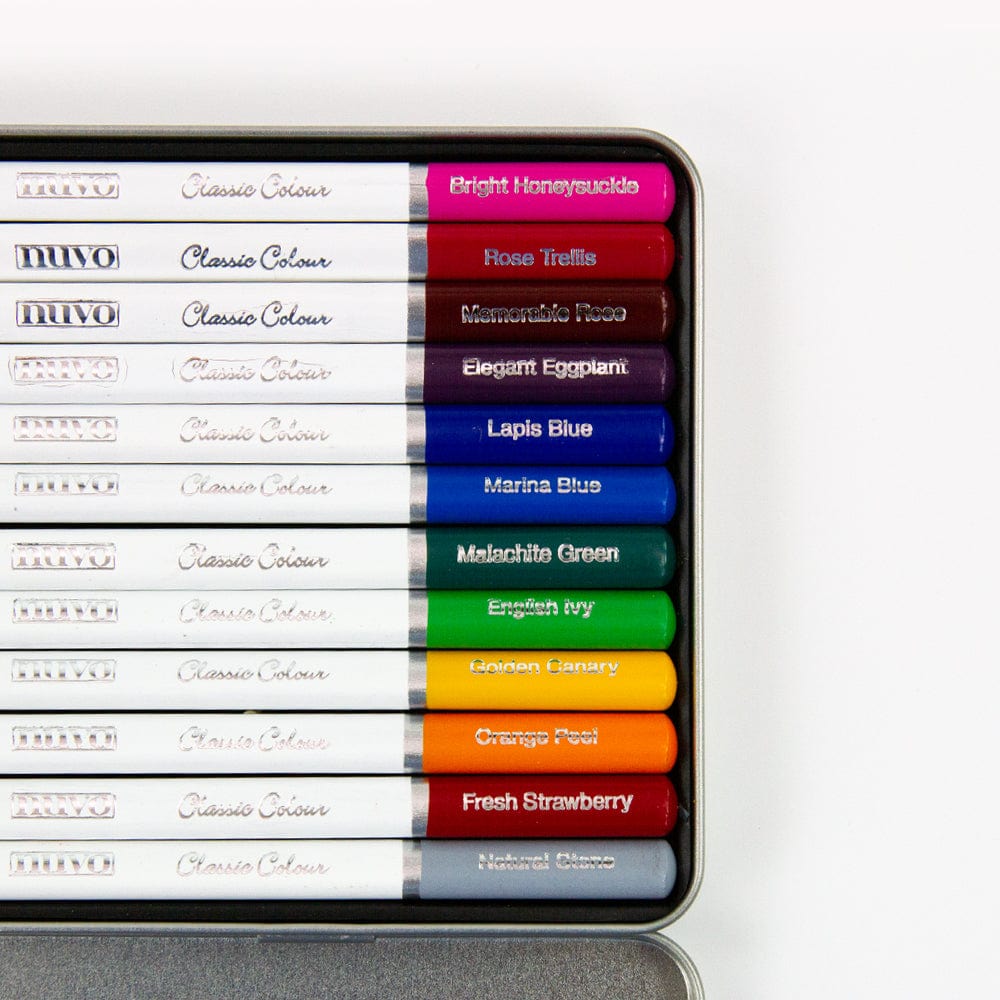 nuvo Classic Colour Bright Honeysuckle
nuvo Classic Colour Rose Trellis
nuvo Classic Colour Memorable Rose
nuvo Classic Colour Elegant Eggplant
nuvo Classic Colour Lapis Blue
nuvo Classic Colour Marina Blue
nuvo Classic Colour Malachite Green
nuvo Classic Colour English Ivy
nuvo Classic Colour Golden Canary
nuvo Classic Colour Orange Peel
nuvo Classic Colour Fresh Strawberry
nuvo Classic Colour Natural Stone